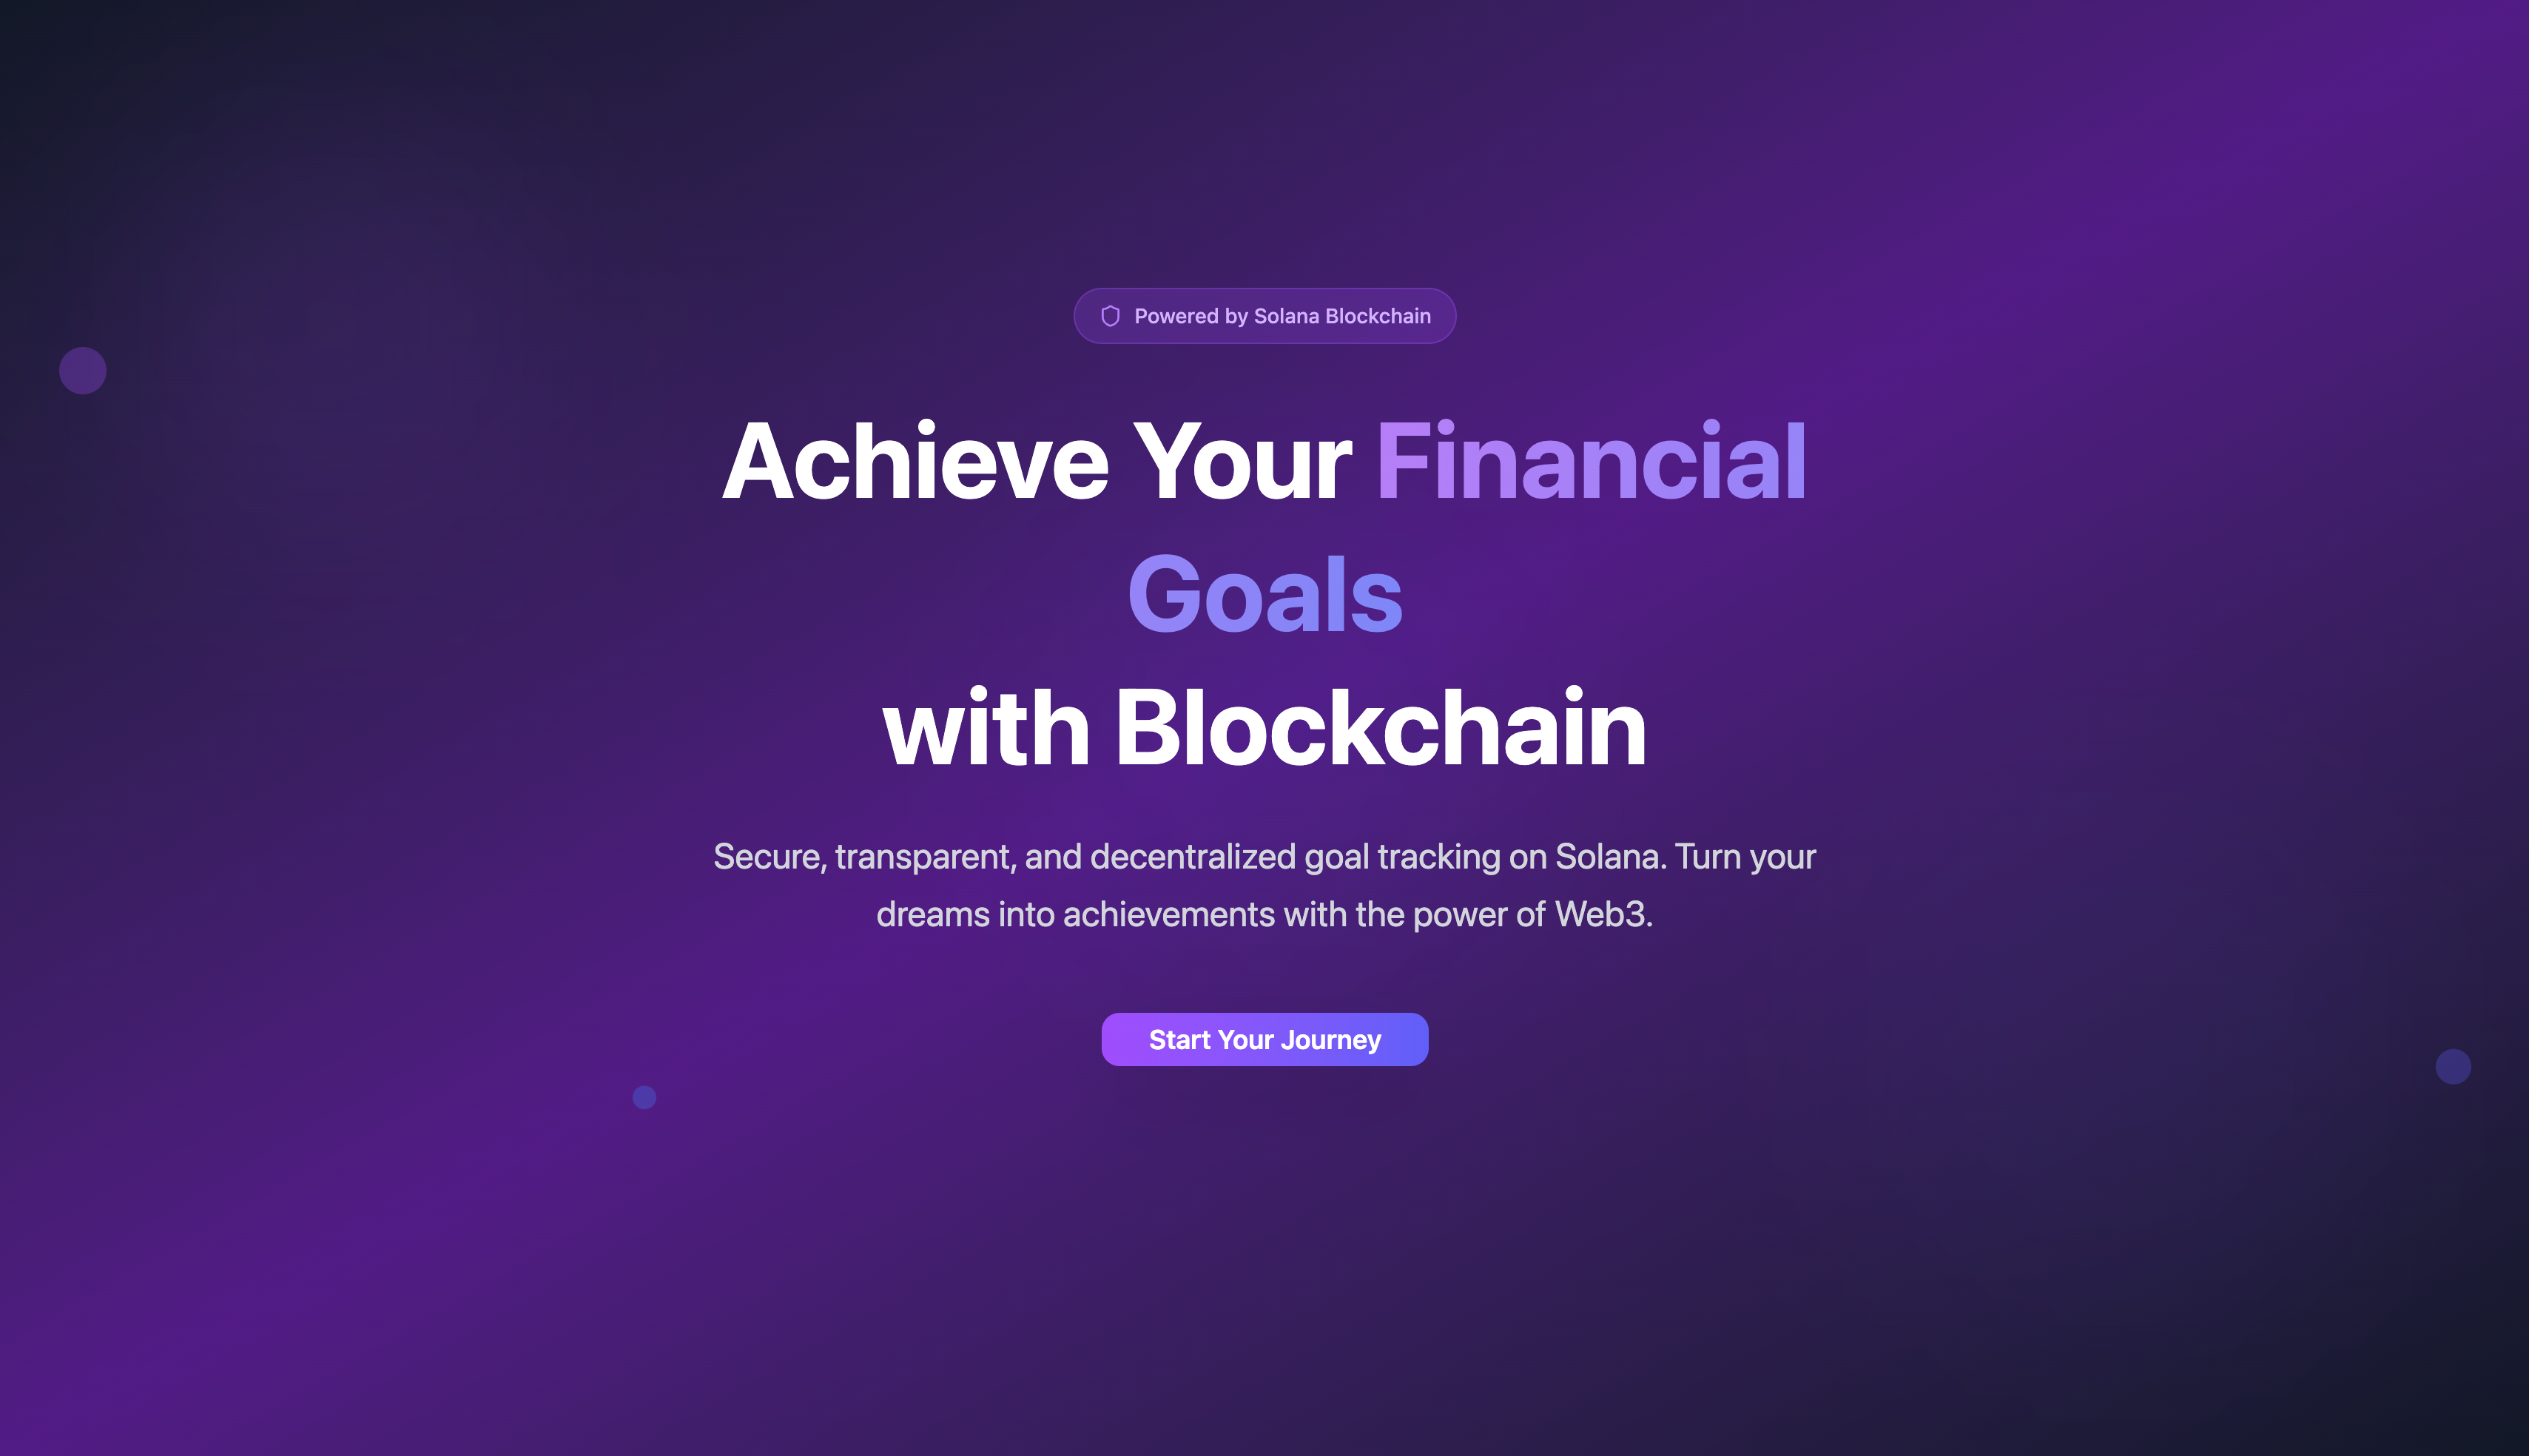 Powered by Solana Blockchain
Achieve Your Financial
Goals
with Blockchain
Secure, transparent, and decentralized goal tracking on Solana. Turn your
dreams into achievements with the power of Web3.
Start Your Journey